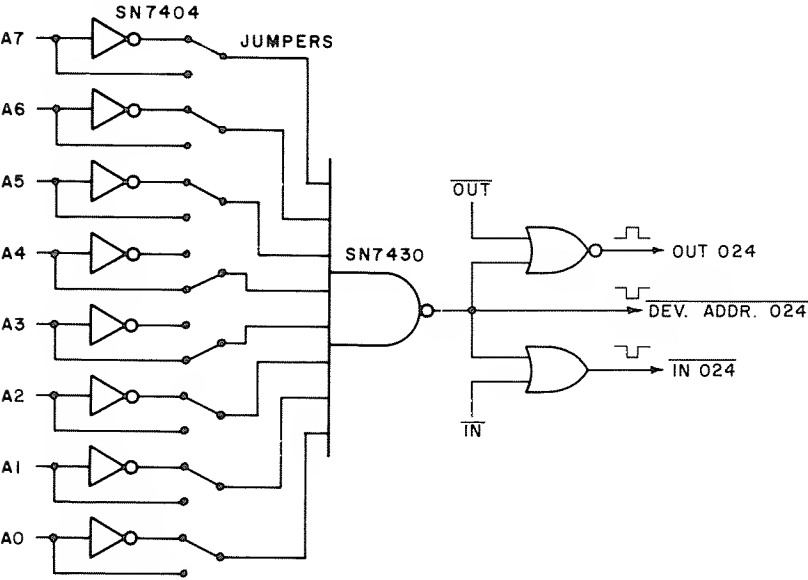 SN7404
A7
JUMPERS
A6
A5
A4
A3
A2
A1
A0
SN7430
OUT
OUT 024
DEV. ADDR. 024
IN 024
IN